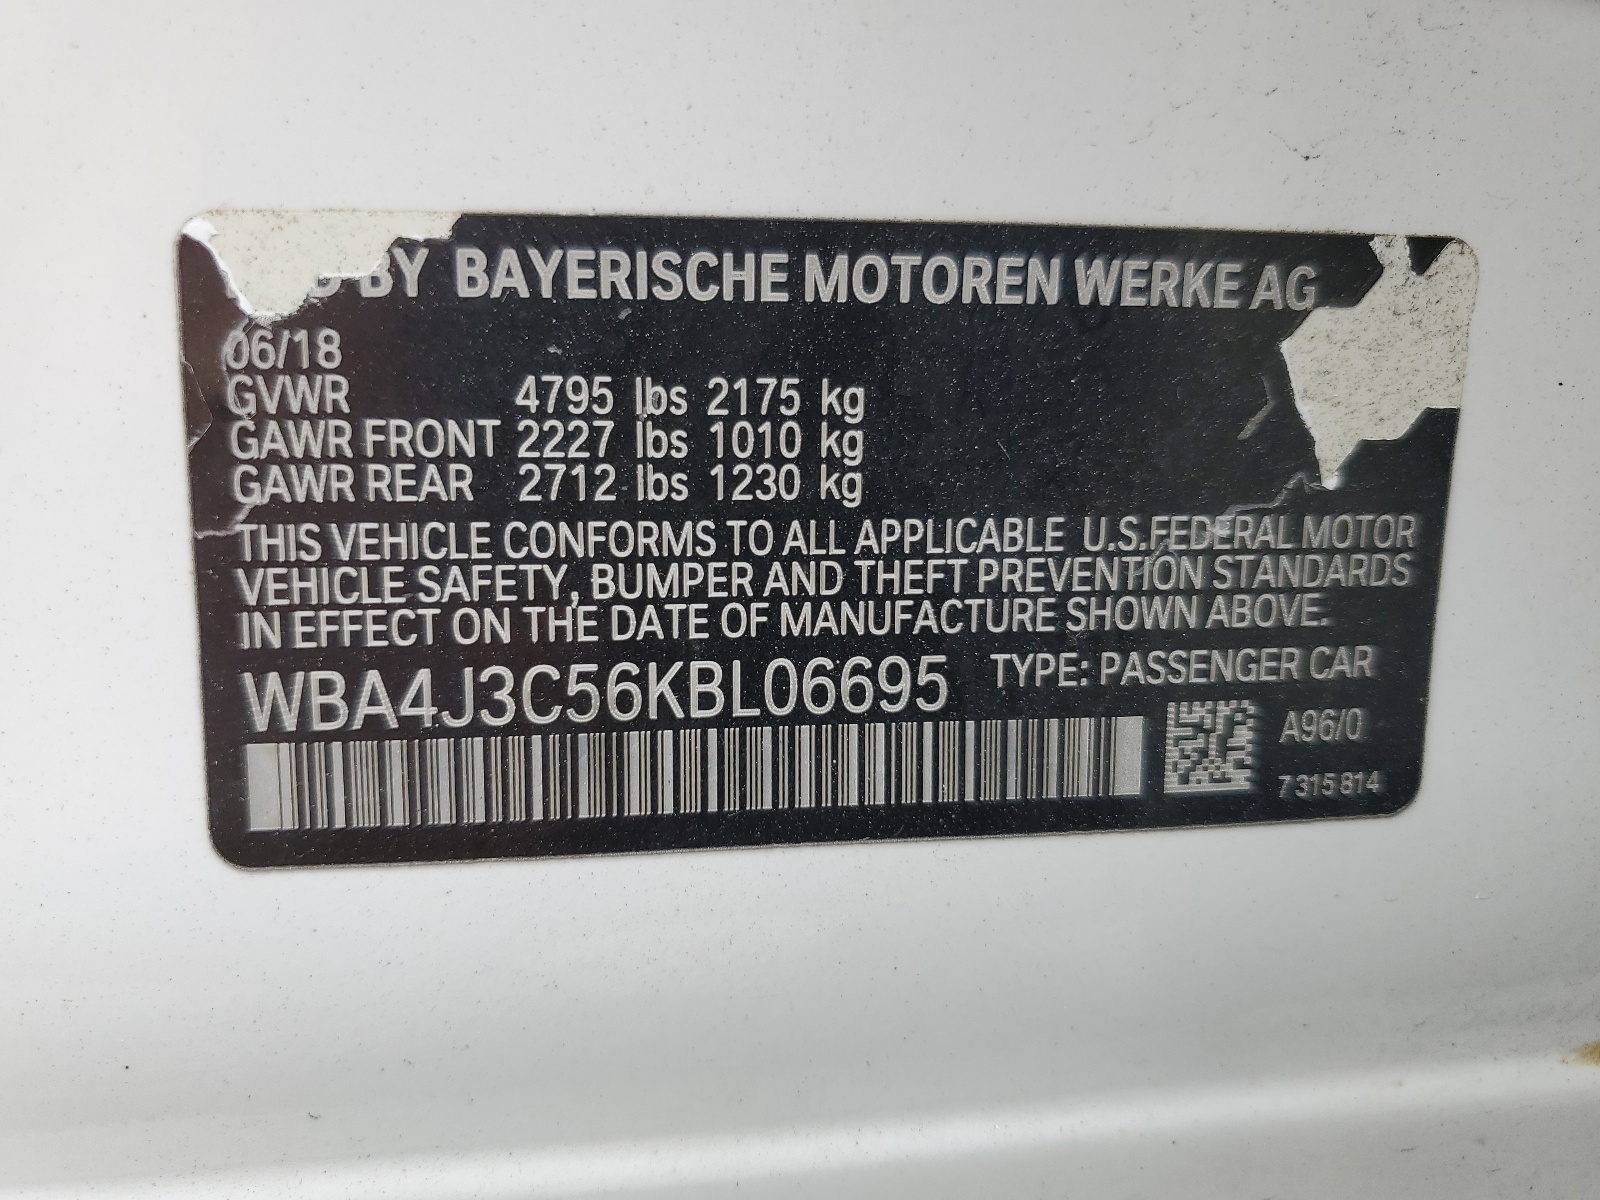 BY BAYERISCHE MOTOREN WERKE AG
06/18
GVWR 4795 lbs 2175 kg
GAWR FRONT 2227 lbs 1010 kg
GAWR REAR 2712 lbs 1230 kg
THIS VEHICLE CONFORMS TO ALL APPLICABLE U.S.FEDERAL MOTOR
VEHICLE SAFETY, BUMPER AND THEFT PREVENTION STANDARDS
IN EFFECT ON THE DATE OF MANUFACTURE SHOWN ABOVE.
WBA4J3C56KBL06695 TYPE: PASSENGER CAR
A96/0
7315814